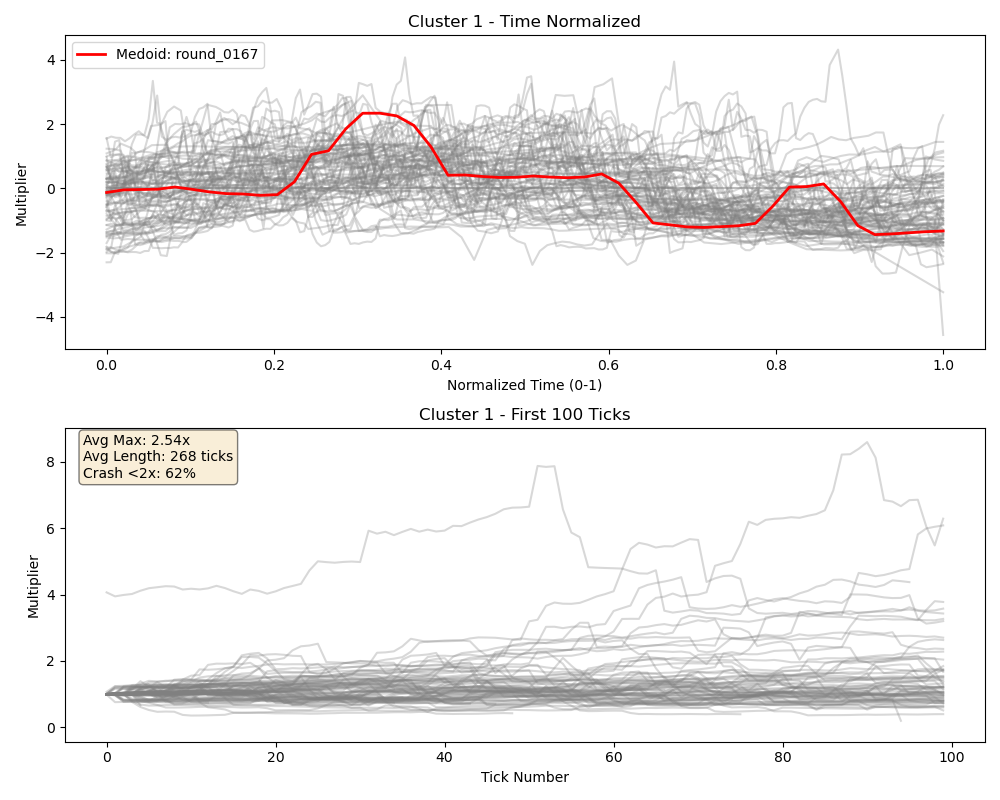 Cluster 1 - Time Normalized
Medoid: round_0167
Multiplier
4
2
0
−2
−4
0.0 0.2 0.4 0.6 0.8 1.0
Normalized Time (0-1)
Cluster 1 - First 100 Ticks
Avg Max: 2.54x
Avg Length: 268 ticks
Crash <2x: 62%
Multiplier
8
6
4
2
0
0 20 40 60 80 100
Tick Number